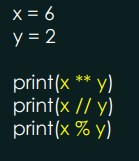 x = 6
y = 2
print(x ** y)
print(x // y)
print(x % y)